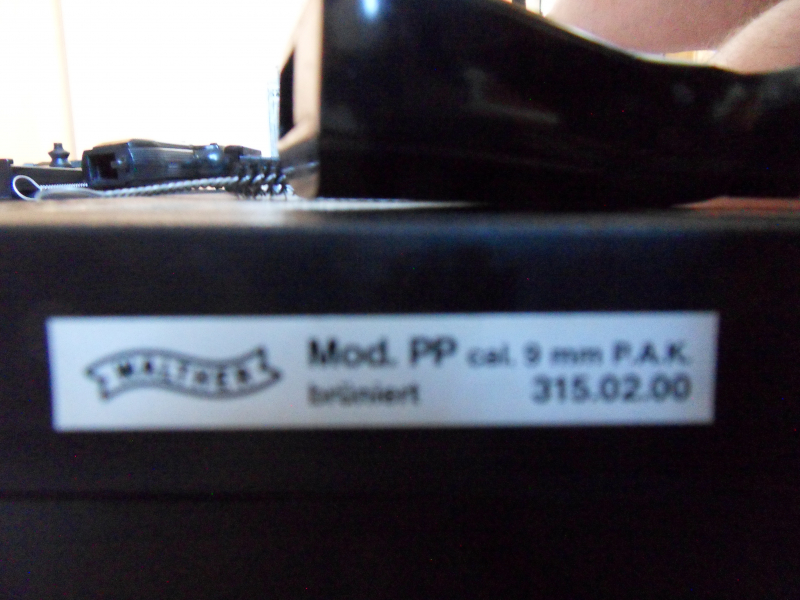 WALTHER
Mod. PP cal. 9 mm P.A.K.
brüniert 315.02.00